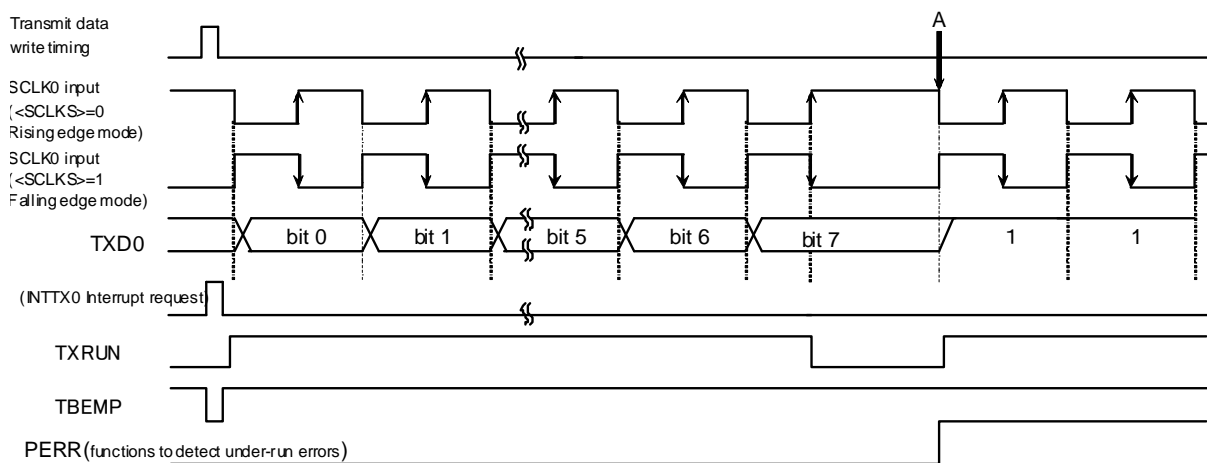 Transmit data
write timing
A
SCLK0 input
(<SCLKS>=0
Rising edge mode)
SCLK0 input
(<SCLKS>=1
Falling edge mode)
TXD0
bit 0
bit 1
bit 5
bit 6
bit 7
1
1
(INTTX0 Interrupt request)
TXRUN
TBEMP
PERR (functions to detect under-run errors)